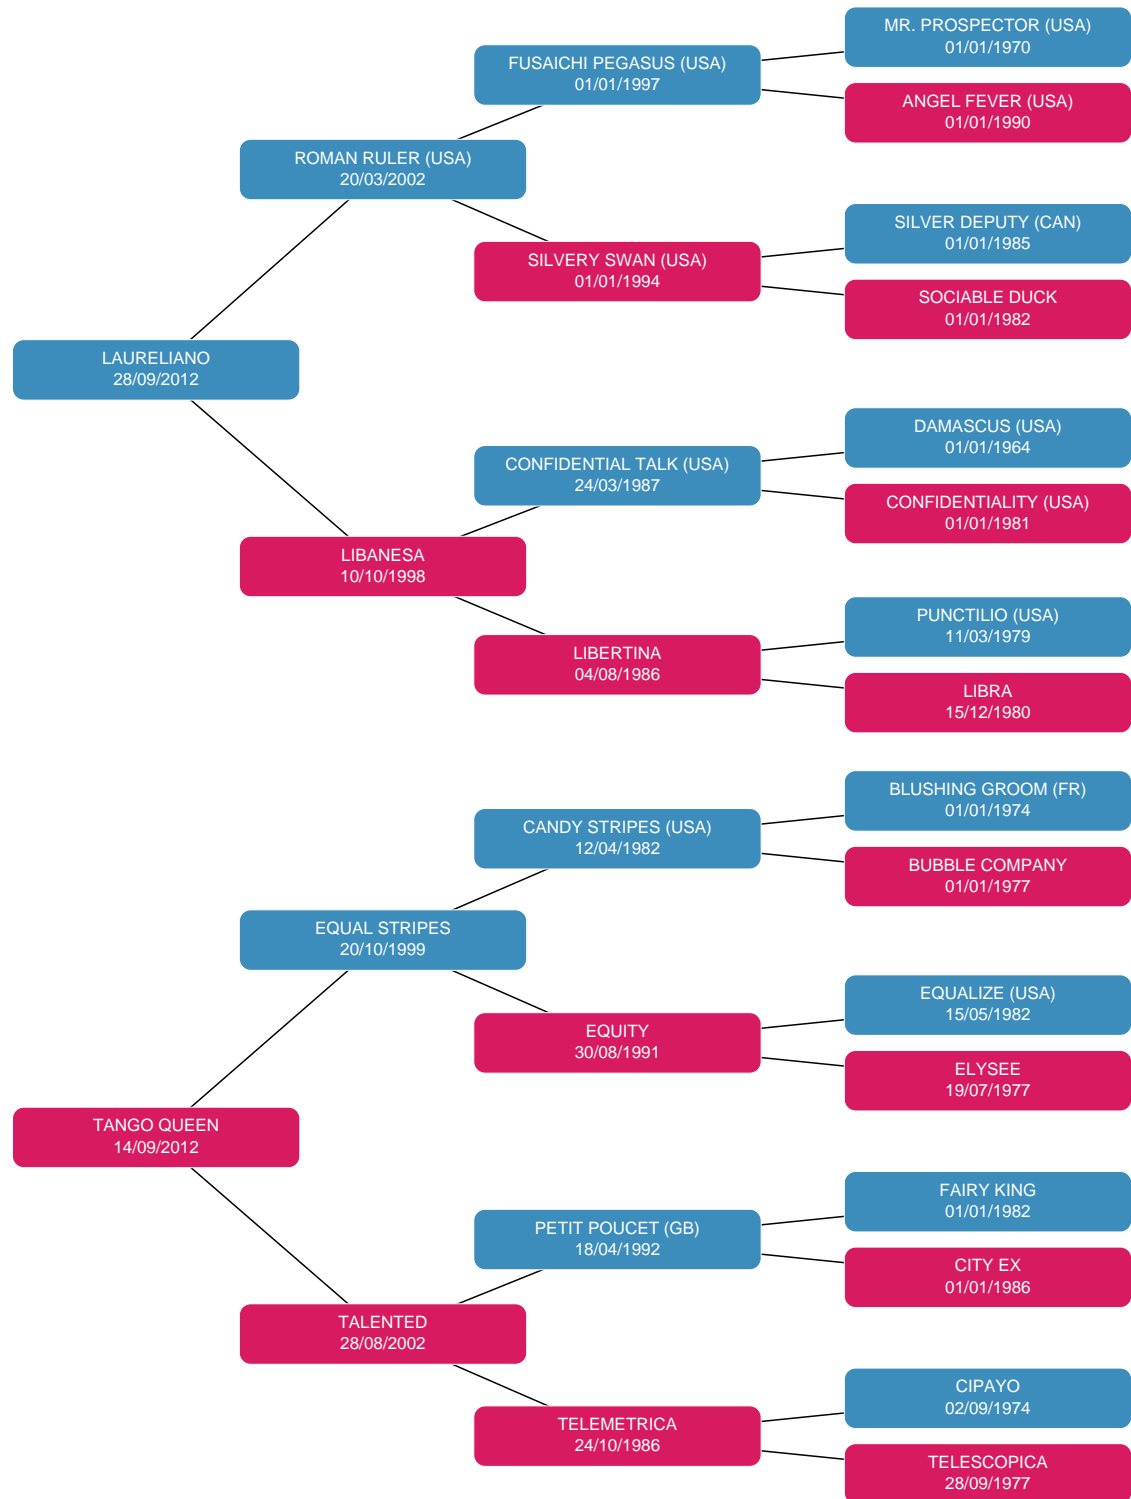 MR. PROSPECTOR (USA)
01/01/1970
FUSAICHI PEGASUS (USA)
01/01/1997
ANGEL FEVER (USA)
01/01/1990
ROMAN RULER (USA)
20/03/2002
SILVER DEPUTY (CAN)
01/01/1985
SILVERY SWAN (USA)
01/01/1994
SOCIABLE DUCK
01/01/1982
LAURELIANO
28/09/2012
DAMASCUS (USA)
01/01/1964
CONFIDENTIAL TALK (USA)
24/03/1987
CONFIDENTIALITY (USA)
01/01/1981
LIBANESA
10/10/1998
PUNCTILIO (USA)
11/03/1979
LIBERTINA
04/08/1986
LIBRA
15/12/1980
BLUSHING GROOM (FR)
01/01/1974
CANDY STRIPES (USA)
12/04/1982
BUBBLE COMPANY
01/01/1977
EQUAL STRIPES
20/10/1999
EQUALIZE (USA)
15/05/1982
EQUITY
30/08/1991
ELYSEE
19/07/1977
TANGO QUEEN
14/09/2012
FAIRY KING
01/01/1982
PETIT POUCET (GB)
18/04/1992
CITY EX
01/01/1986
TALENTED
28/08/2002
CIPAYO
02/09/1974
TELEMETRICA
24/10/1986
TELESCOPICA
28/09/1977